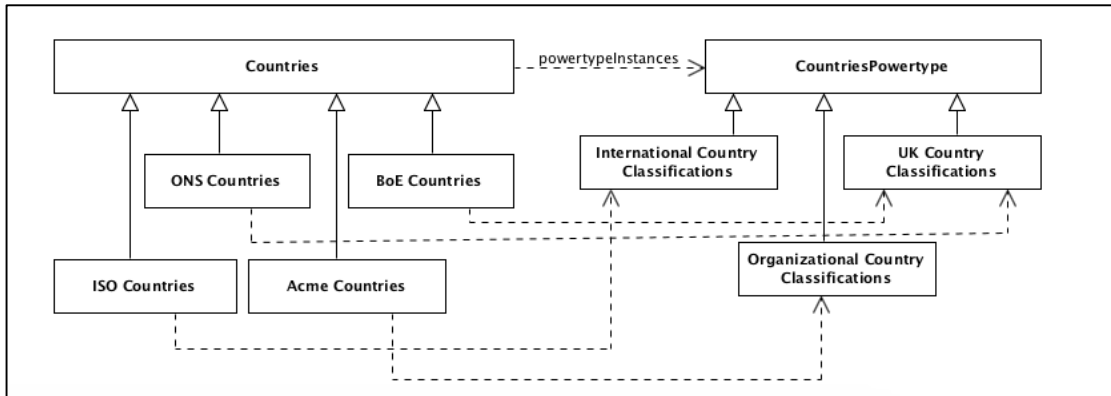 Countries
powertypeInstances
CountriesPowertype
International Country
Classifications
UK Country
Classifications
ONS Countries
BoE Countries
Organizational Country
Classifications
ISO Countries
Acme Countries